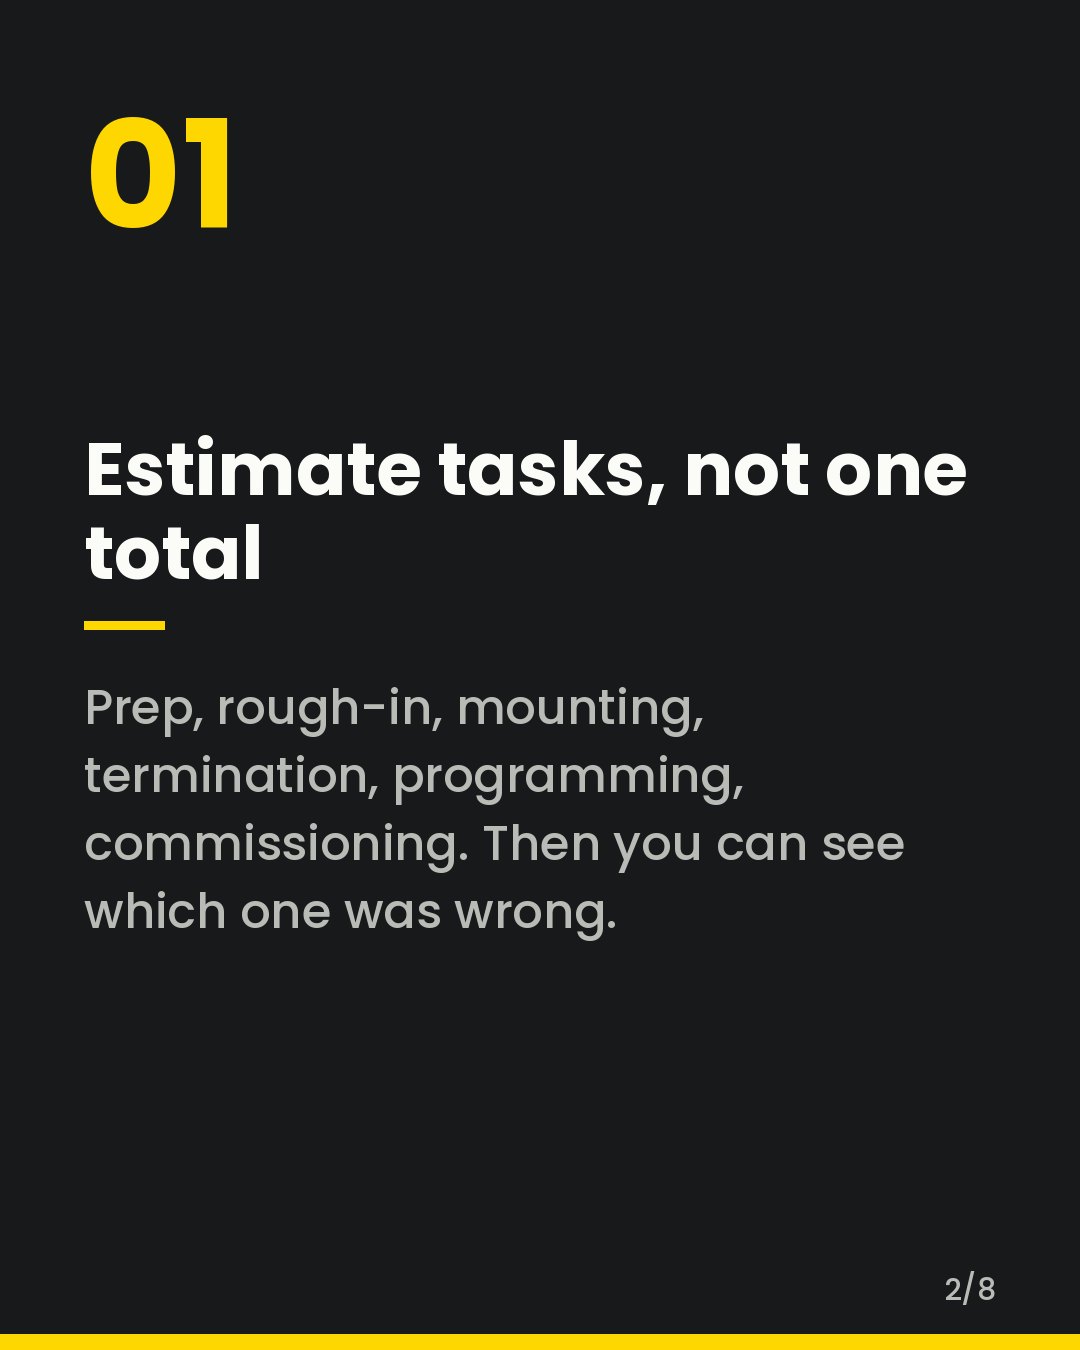 01
Estimate tasks, not one
total
Prep, rough-in, mounting,
termination, programming,
commissioning. Then you can see
which one was wrong.
2/8